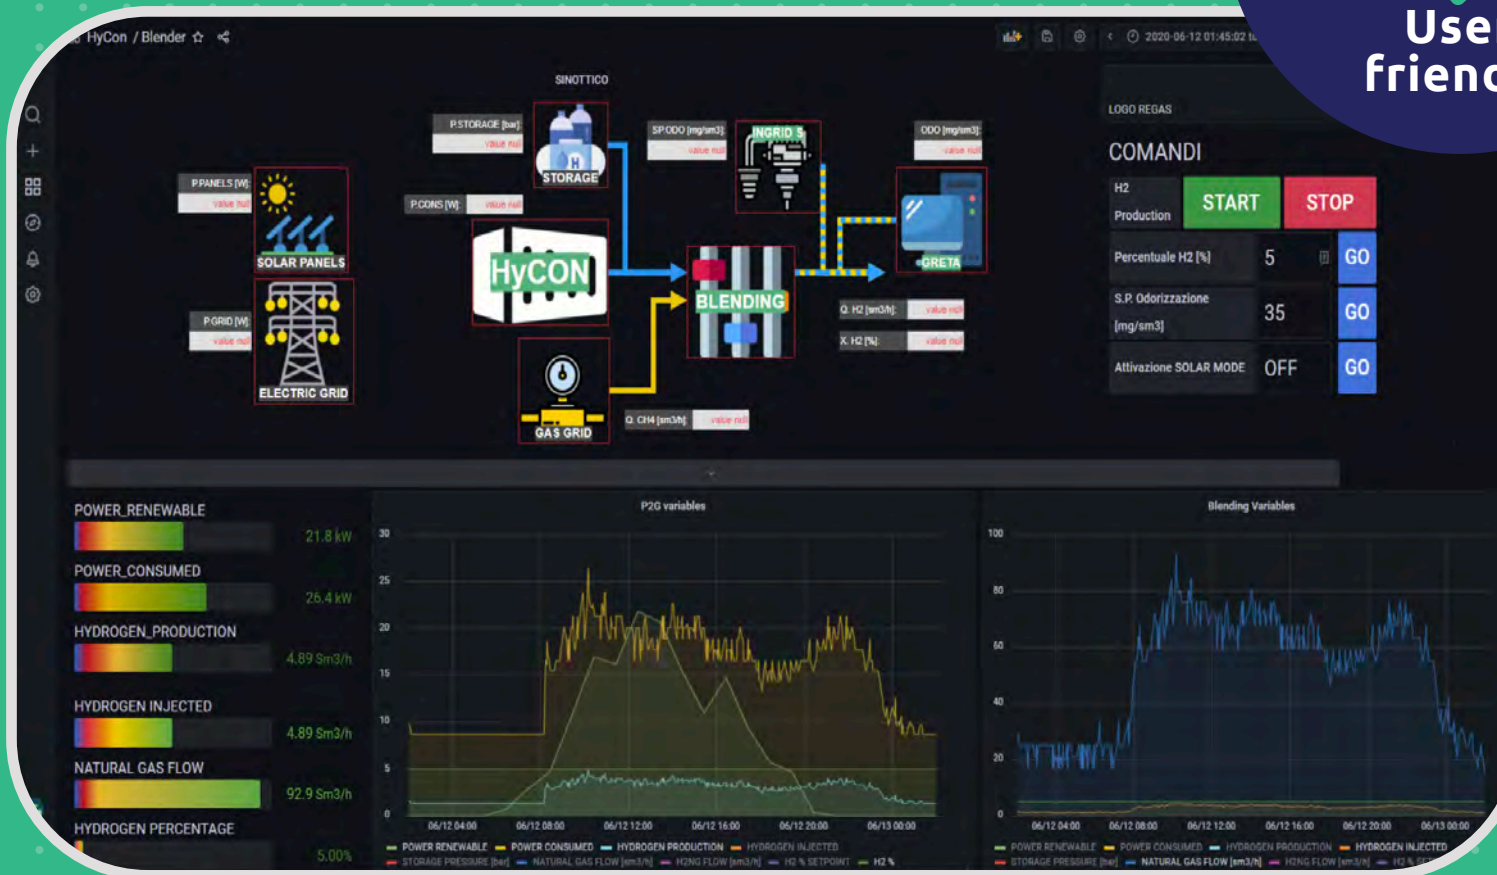 User
friend
HyCon / Blender
2020-06-12 01:45:02 to
SINOTTICO
P.STORAGE [bar]:
value null
STORAGE
SP.ODO [mg/sm3]:
value null
INGRID 5
ODO [mg/sm3]:
value null
GRETA
P.PANELS [W]:
value null
SOLAR PANELS
P.CONS [W]:
value null
HyCON
BLENDING
P.GRID [W]:
value null
ELECTRIC GRID
Q. H2 [sm3/h]:
value null
X. H2 [%]:
value null
GAS GRID
Q. CH4 [sm3/h]:
value null
LOGO REGAS
COMANDI
H2
Production
START
STOP
Percentuale H2 [%]
5
GO
S.P. Odorizzazione
[mg/sm3]
35
GO
Attivazione SOLAR MODE
OFF
GO
POWER_RENEWABLE
21.8 kW
POWER_CONSUMED
26.4 kW
HYDROGEN_PRODUCTION
4.89 Sm3/h
HYDROGEN INJECTED
4.89 Sm3/h
NATURAL GAS FLOW
92.9 Sm3/h
HYDROGEN PERCENTAGE
5.00%
P2G variables
30
25
20
15
10
5
0
06/12 04:00 06/12 08:00 06/12 12:00 06/12 16:00 06/12 20:00 06/13 00:00
POWER RENEWABLE POWER CONSUMED HYDROGEN PRODUCTION HYDROGEN INJECTED
STORAGE PRESSURE [bar] NATURAL GAS FLOW [sm3/h] H2NG FLOW [sm3/h] H2 % SETPOINT H2 %
Blending Variables
100
80
60
40
20
0
06/12 04:00 06/12 08:00 06/12 12:00 06/12 16:00 06/12 20:00 06/13 00:00
POWER RENEWABLE POWER CONSUMED HYDROGEN PRODUCTION HYDROGEN INJECTED
STORAGE PRESSURE [bar] NATURAL GAS FLOW [sm3/h] H2NG FLOW [sm3/h] H2 % SETP